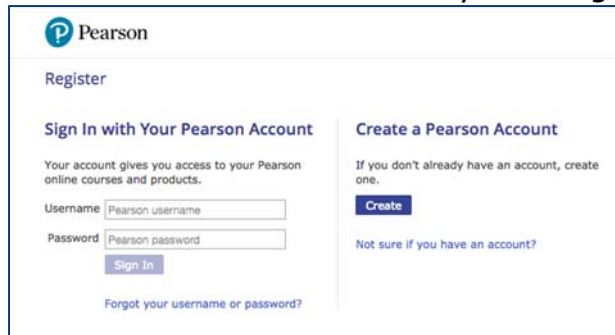 Pearson
Register
Sign In with Your Pearson Account
Your account gives you access to your Pearson
online courses and products.
Username Pearson username
Password Pearson password
Sign In
Forgot your username or password?
Create a Pearson Account
If you don't already have an account, create
one.
Create
Not sure if you have an account?